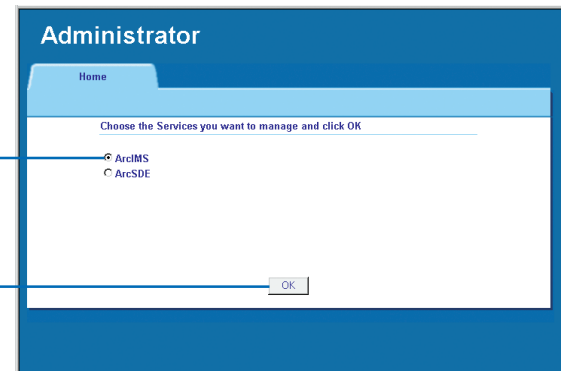 Administrator
Home
Choose the Services you want to manage and click OK
ArcIMS
ArcSDE
OK